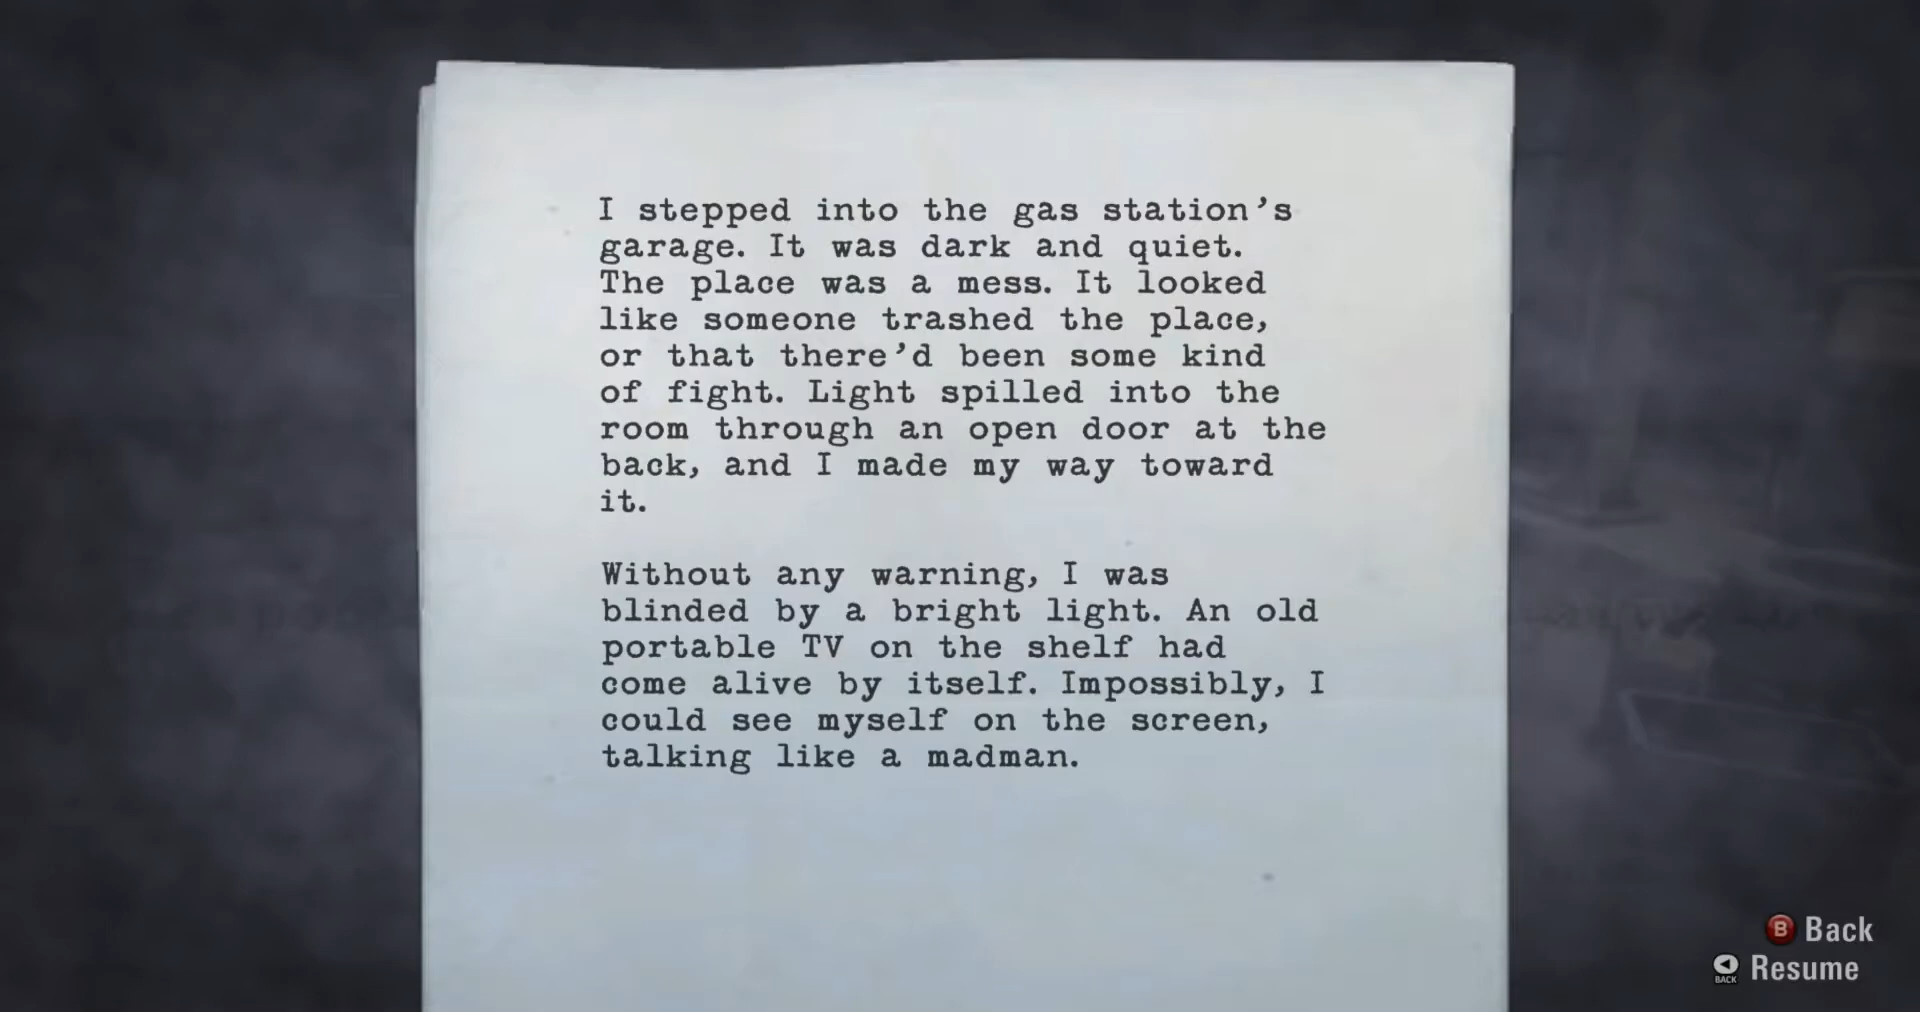 I stepped into the gas station's
garage. It was dark and quiet.
The place was a mess. It looked
like someone trashed the place,
or that there'd been some kind
of fight. Light spilled into the
room through an open door at the
back, and I made my way toward
it.
Without any warning, I was
blinded by a bright light. An old
portable TV on the shelf had
come alive by itself. Impossibly, I
could see myself on the screen,
talking like a madman.
B Back
BACK Resume